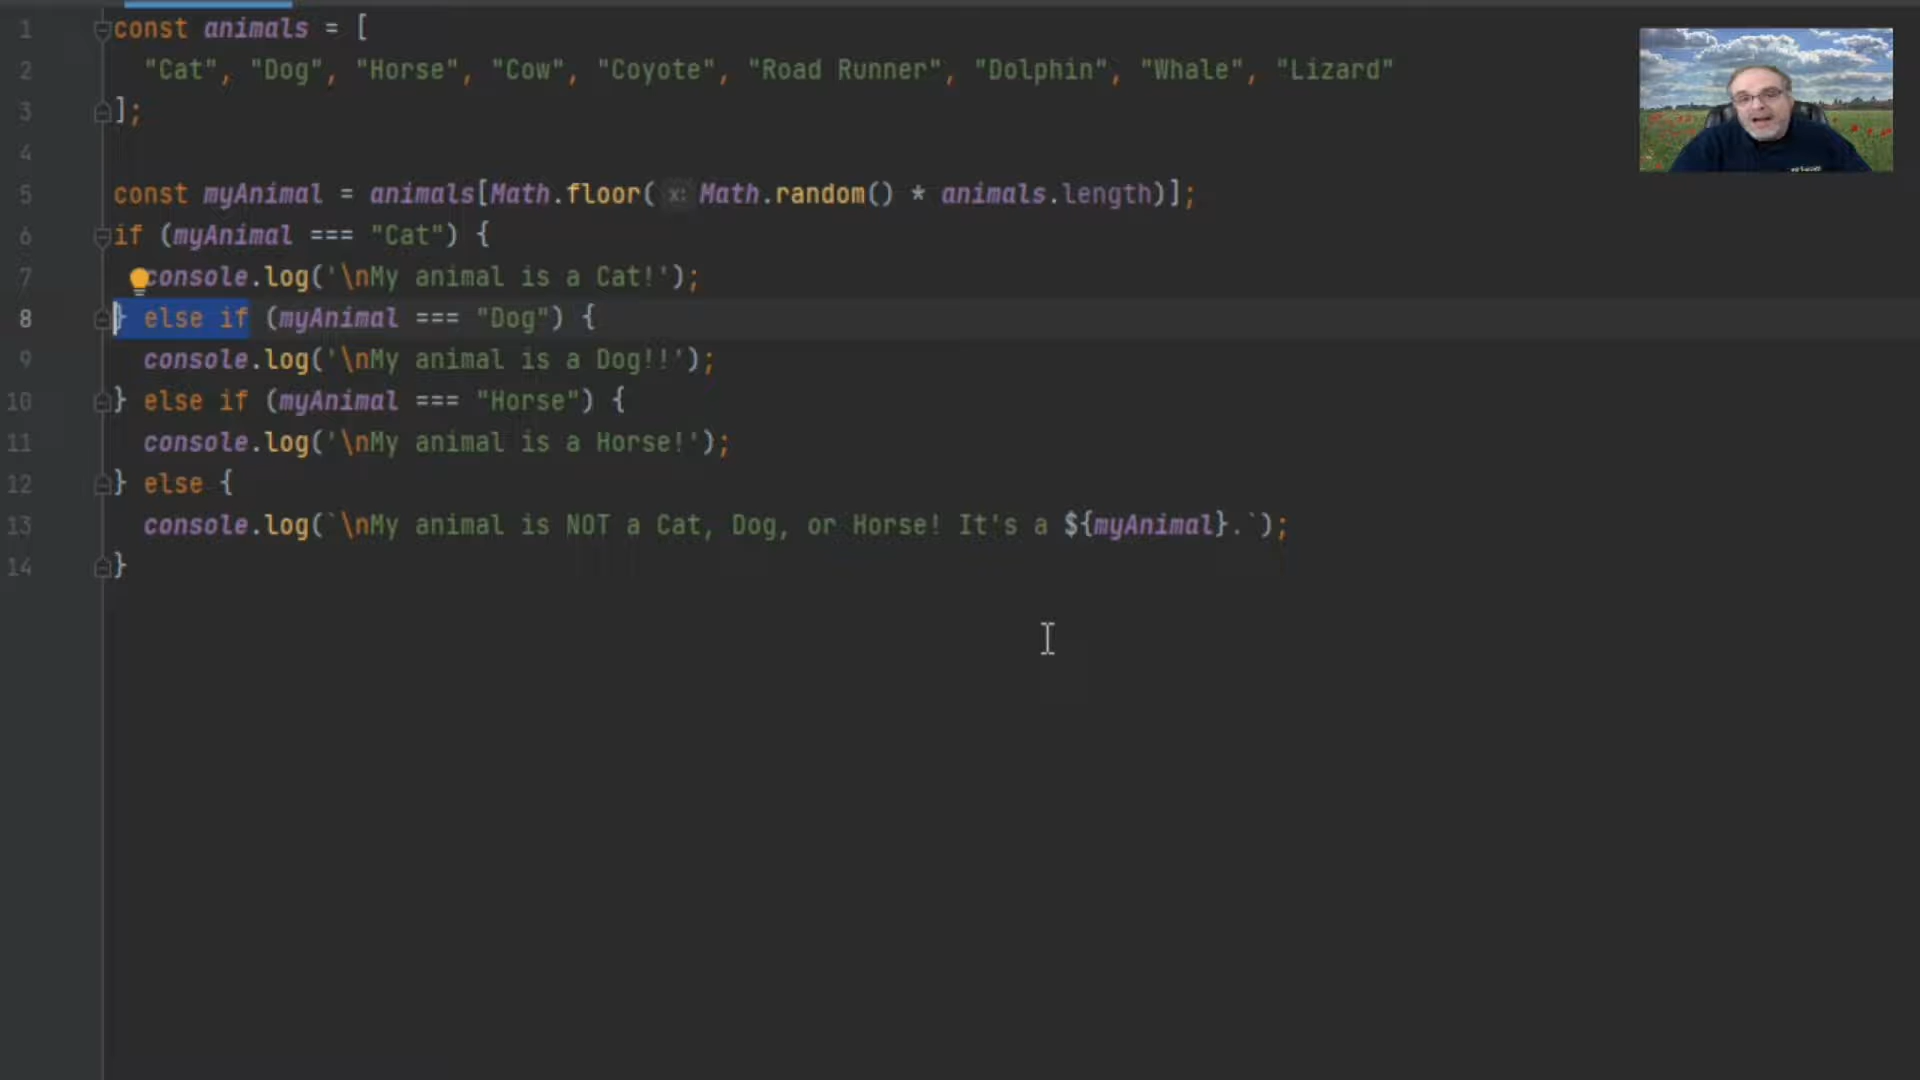 1 const animals = [
2 "Cat", "Dog", "Horse", "Cow", "Coyote", "Road Runner", "Dolphin", "Whale", "Lizard"
3 ];
4
5 const myAnimal = animals[Math.floor( x: Math.random() * animals.length)];
6 if (myAnimal === "Cat") {
7 console.log('\nMy animal is a Cat!');
8 } else if (myAnimal === "Dog") {
9 console.log('\nMy animal is a Dog!!');
10 } else if (myAnimal === "Horse") {
11 console.log('\nMy animal is a Horse!');
12 } else {
13 console.log(`\nMy animal is NOT a Cat, Dog, or Horse! It's a ${myAnimal}.`);
14 }